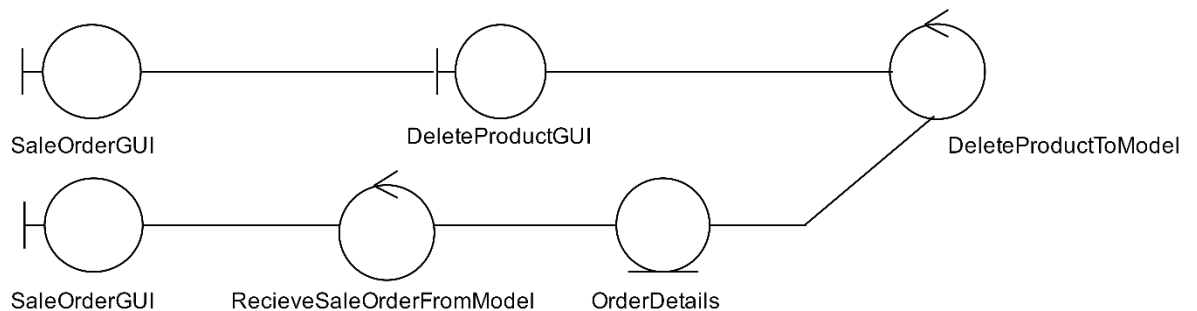 SaleOrderGUI
DeleteProductGUI
DeleteProductToModel
SaleOrderGUI
RecieveSaleOrderFromModel
OrderDetails